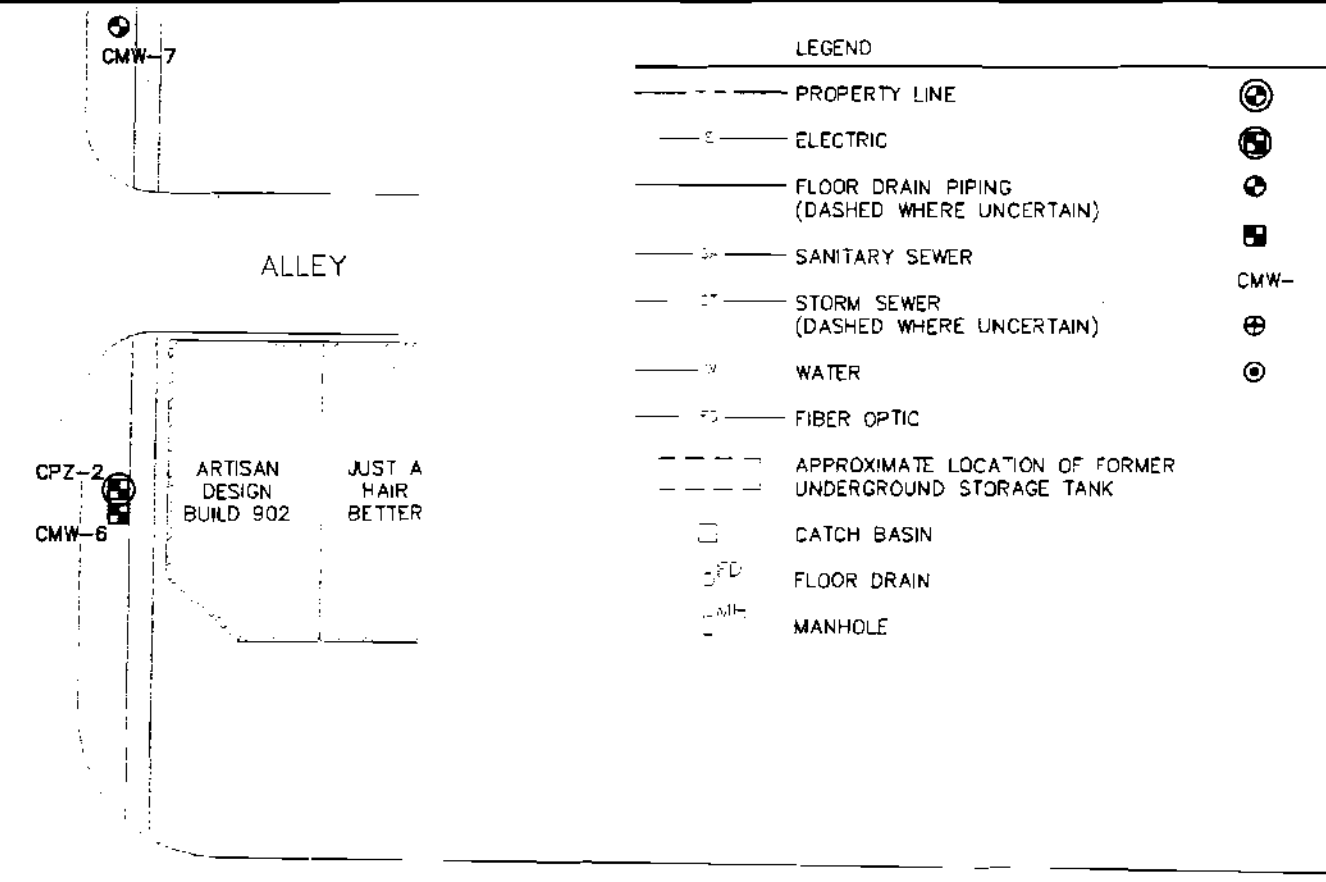 CMW-7
ALLEY
CPZ-2
CMW-6
ARTISAN
DESIGN
BUILD 902
JUST A
HAIR
BETTER
LEGEND
PROPERTY LINE
ELECTRIC
FLOOR DRAIN PIPING
(DASHED WHERE UNCERTAIN)
SANITARY SEWER
STORM SEWER
(DASHED WHERE UNCERTAIN)
WATER
FIBER OPTIC
APPROXIMATE LOCATION OF FORMER
UNDERGROUND STORAGE TANK
CATCH BASIN
FD
FLOOR DRAIN
MH
MANHOLE
CMW-